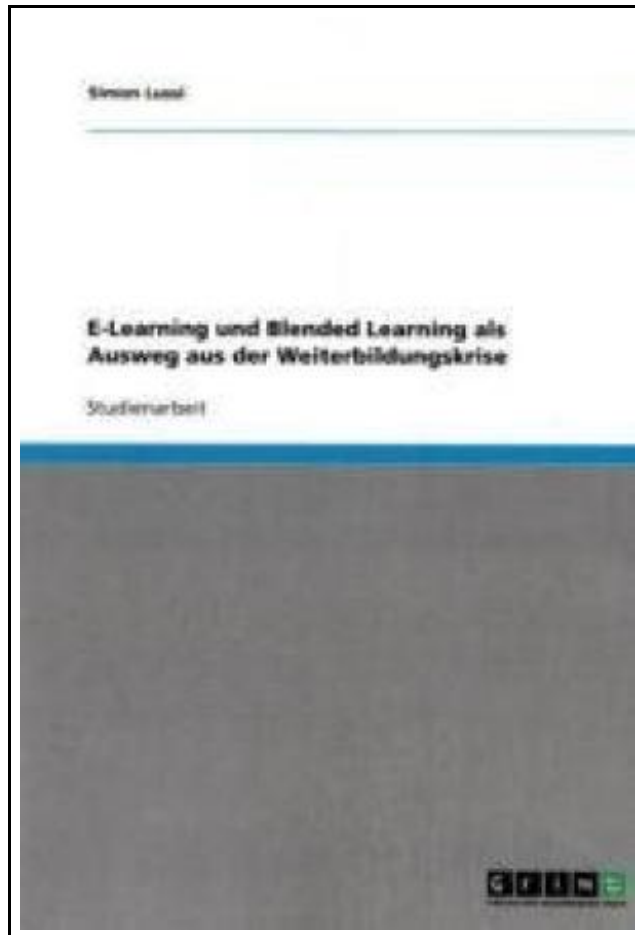 Simon Lussi
E-Learning und Blended Learning als
Ausweg aus der Weiterbildungskrise
Studienarbeit
GRIN